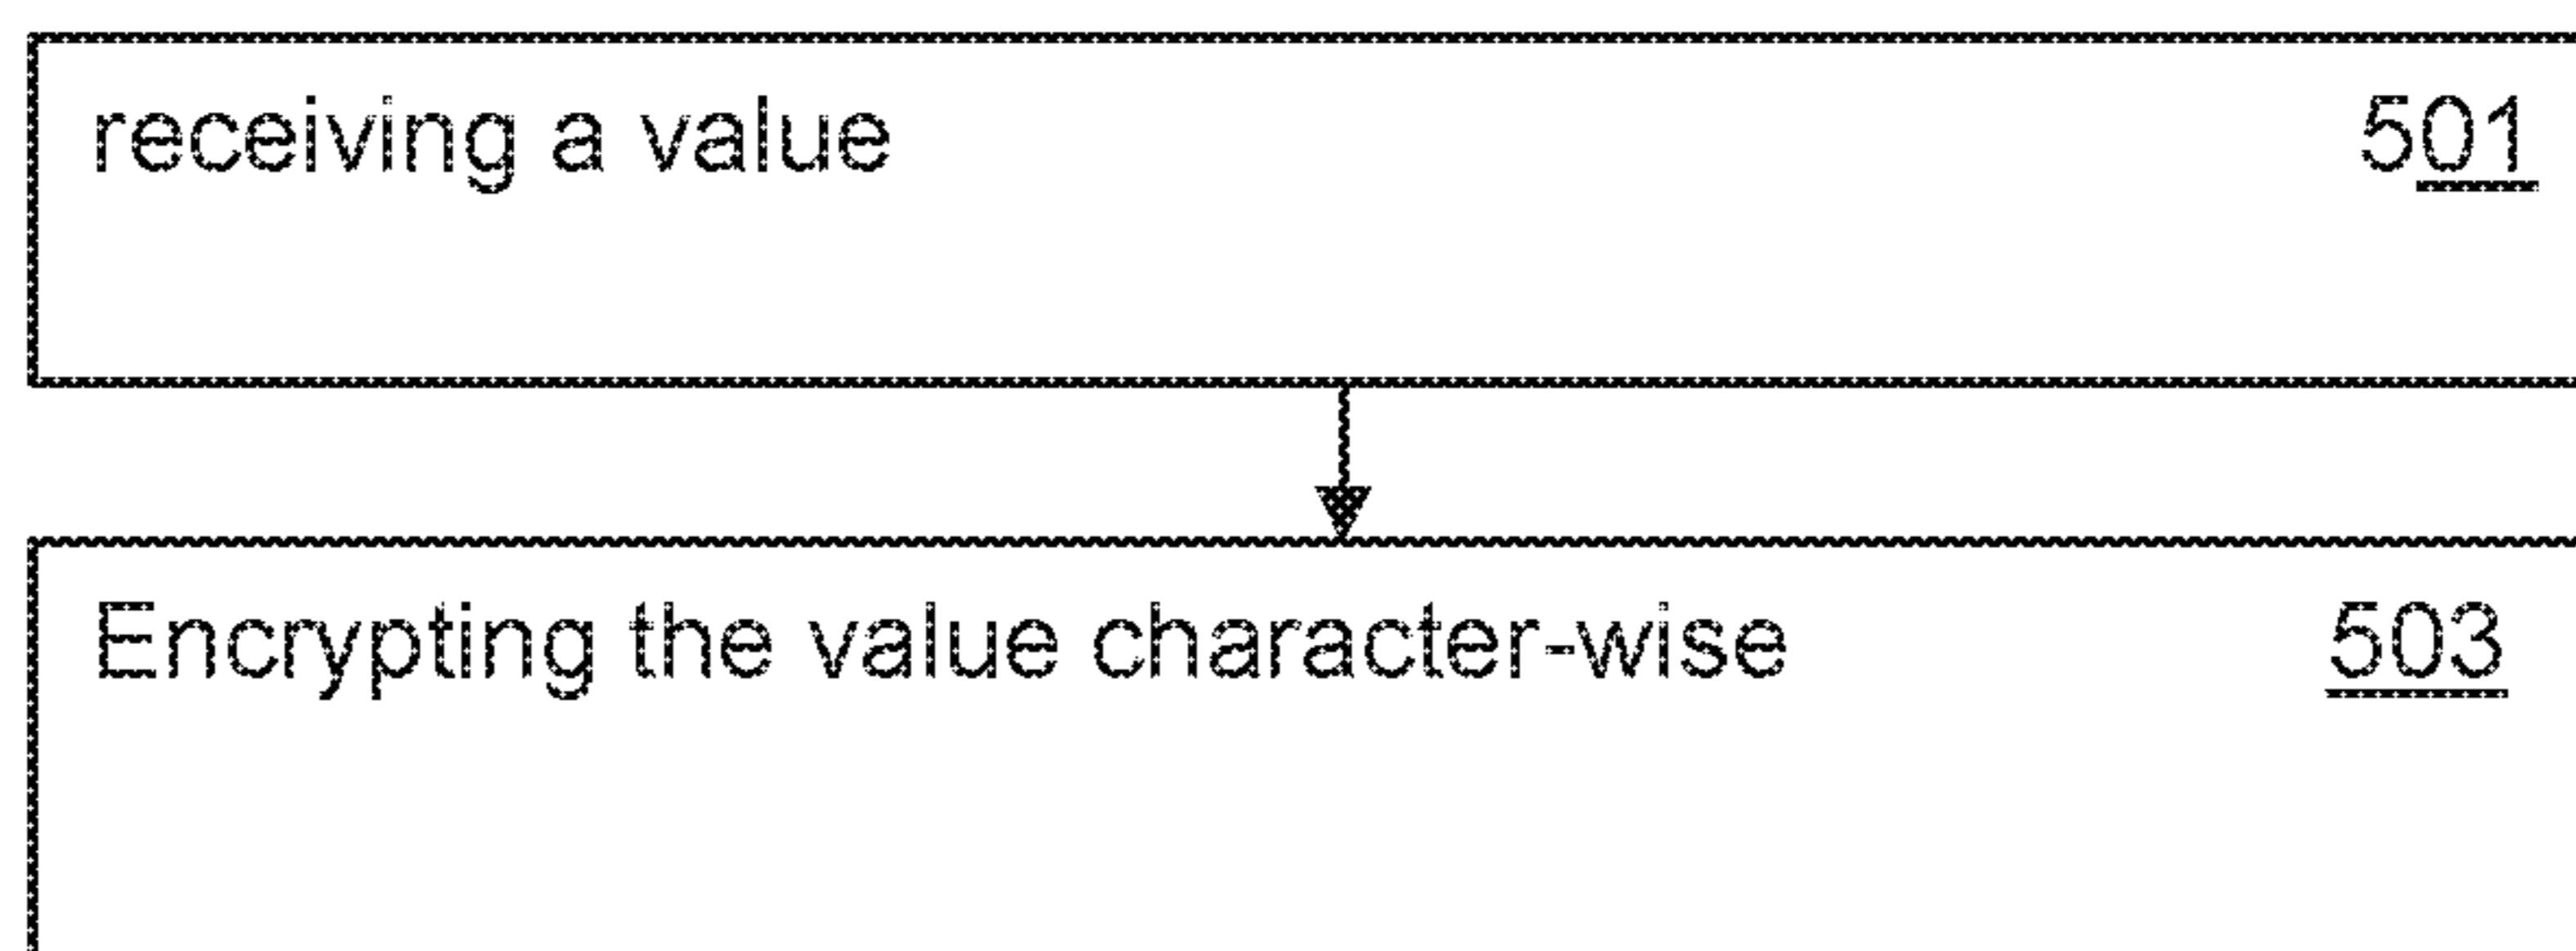 receiving a value 501
Encrypting the value character-wise 503